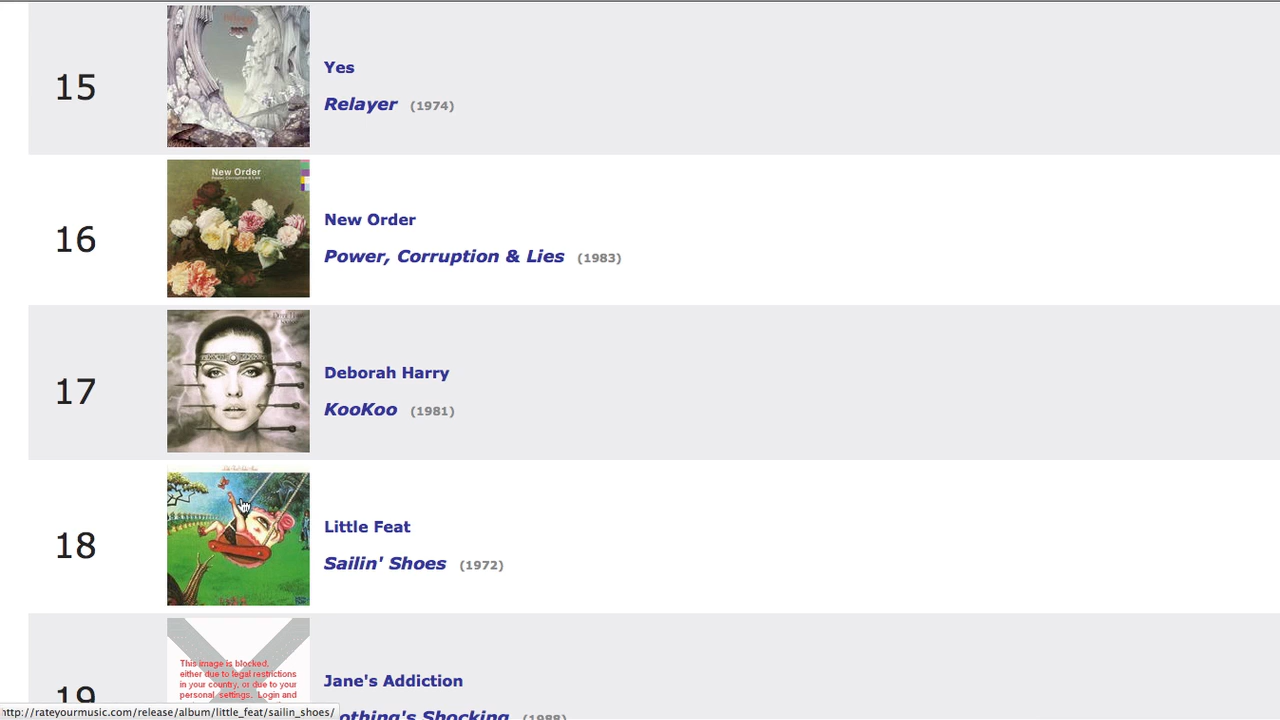 15
Yes
Relayer (1974)
New Order
16
New Order
Power, Corruption & Lies (1983)
17
Deborah Harry
KooKoo (1981)
18
Little Feat
Sailin' Shoes (1972)
This image is blocked,
either due to legal restrictions
in your country, or due to your
personal settings. Login and
19
Jane's Addiction
othing's Shocking (1988)
http://rateyourmusic.com/release/album/little_feat/sailin_shoes/